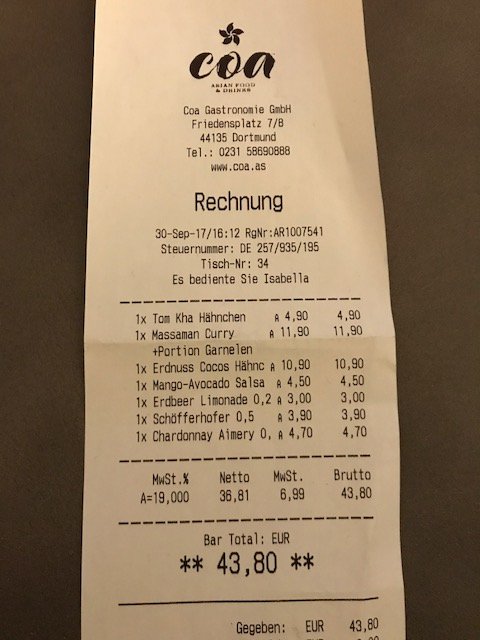 coa
ASIAN FOOD
& DRINKS
Coa Gastronomie GmbH
Friedensplatz 7/8
44135 Dortmund
Tel.: 0231 58690888
www.coa.as
Rechnung
30-Sep-17/16:12 RgNr:AR1007541
Steuernummer: DE 257/935/195
Tisch-Nr: 34
Es bediente Sie Isabella
1x Tom Kha Hähnchen A 4,90 4,90
1x Massaman Curry A 11,90 11,90
+Portion Garnelen
1x Erdnuss Cocos Hähnc A 10,90 10,90
1x Mango-Avocado Salsa A 4,50 4,50
1x Erdbeer Limonade 0,2 A 3,00 3,00
1x Schöfferhofer 0,5 A 3,90 3,90
1x Chardonnay Aimery 0, A 4,70 4,70
MwSt.% Netto MwSt. Brutto
A=19,000 36,81 6,99 43,80
Bar Total: EUR
** 43,80 **
Gegeben: EUR 43,80